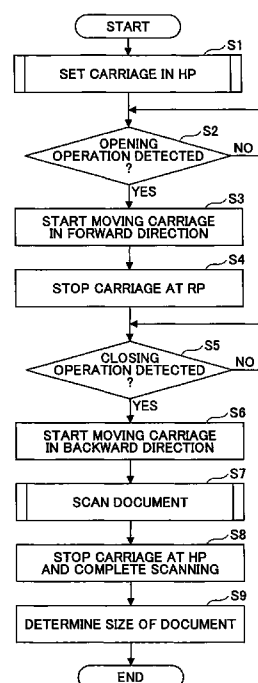 START
S1
SET CARRIAGE IN HP
S2
OPENING
OPERATION DETECTED
?
NO
YES
S3
START MOVING CARRIAGE
IN FORWARD DIRECTION
S4
STOP CARRIAGE AT RP
S5
CLOSING
OPERATION DETECTED
?
NO
YES
S6
START MOVING CARRIAGE
IN BACKWARD DIRECTION
S7
SCAN DOCUMENT
S8
STOP CARRIAGE AT HP
AND COMPLETE SCANNING
S9
DETERMINE SIZE OF DOCUMENT
END